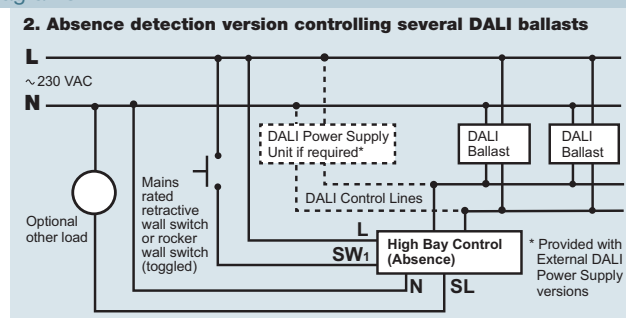 2. Absence detection version controlling several DALI ballasts
L
~230 VAC
N
DALI Power Supply
Unit if required*
DALI
Ballast
DALI
Ballast
Mains
rated
retractive
wall switch
or rocker
wall switch
(toggled)
DALI Control Lines
Optional
other load
L
SW1
High Bay Control
(Absence)
N
SL
* Provided with
External DALI
Power Supply
versions